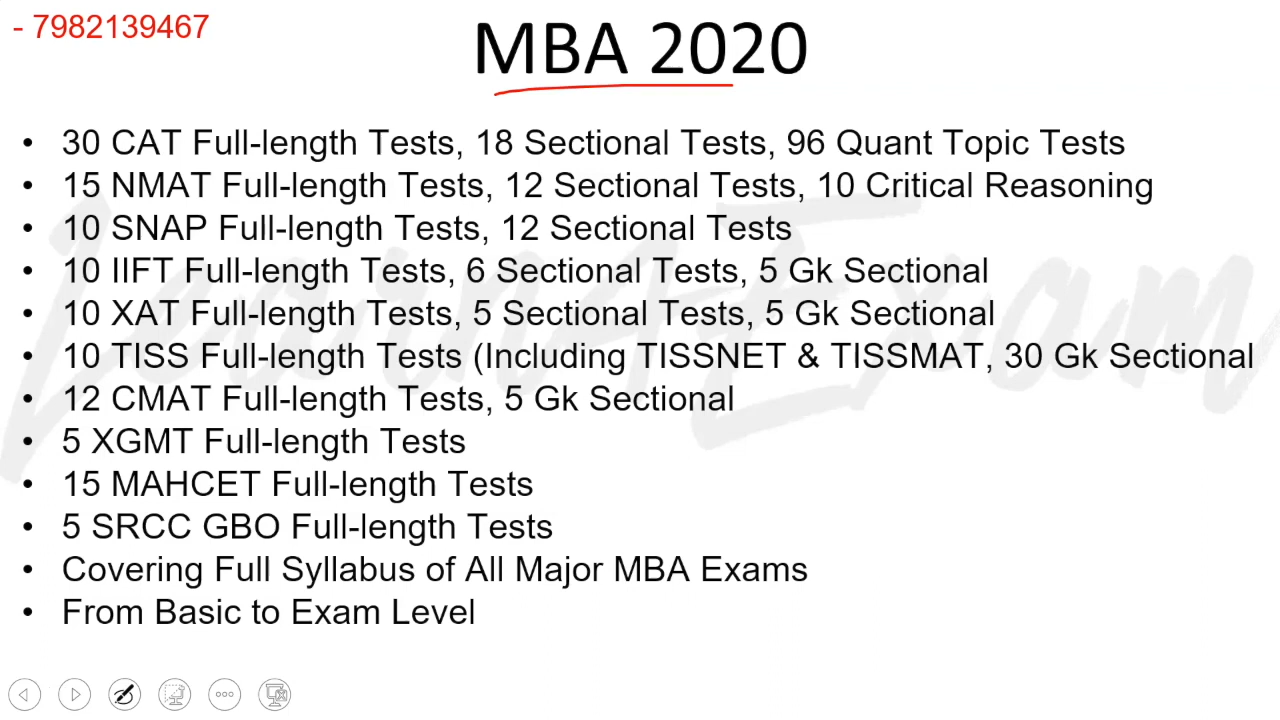 - 7982139467
MBA 2020
• 30 CAT Full-length Tests, 18 Sectional Tests, 96 Quant Topic Tests
• 15 NMAT Full-length Tests, 12 Sectional Tests, 10 Critical Reasoning
• 10 SNAP Full-length Tests, 12 Sectional Tests
• 10 IIFT Full-length Tests, 6 Sectional Tests, 5 Gk Sectional
• 10 XAT Full-length Tests, 5 Sectional Tests, 5 Gk Sectional
• 10 TISS Full-length Tests (Including TISSNET & TISSMAT, 30 Gk Sectional
• 12 CMAT Full-length Tests, 5 Gk Sectional
• 5 XGMT Full-length Tests
• 15 MAHCET Full-length Tests
• 5 SRCC GBO Full-length Tests
• Covering Full Syllabus of All Major MBA Exams
• From Basic to Exam Level
Learn4Exam